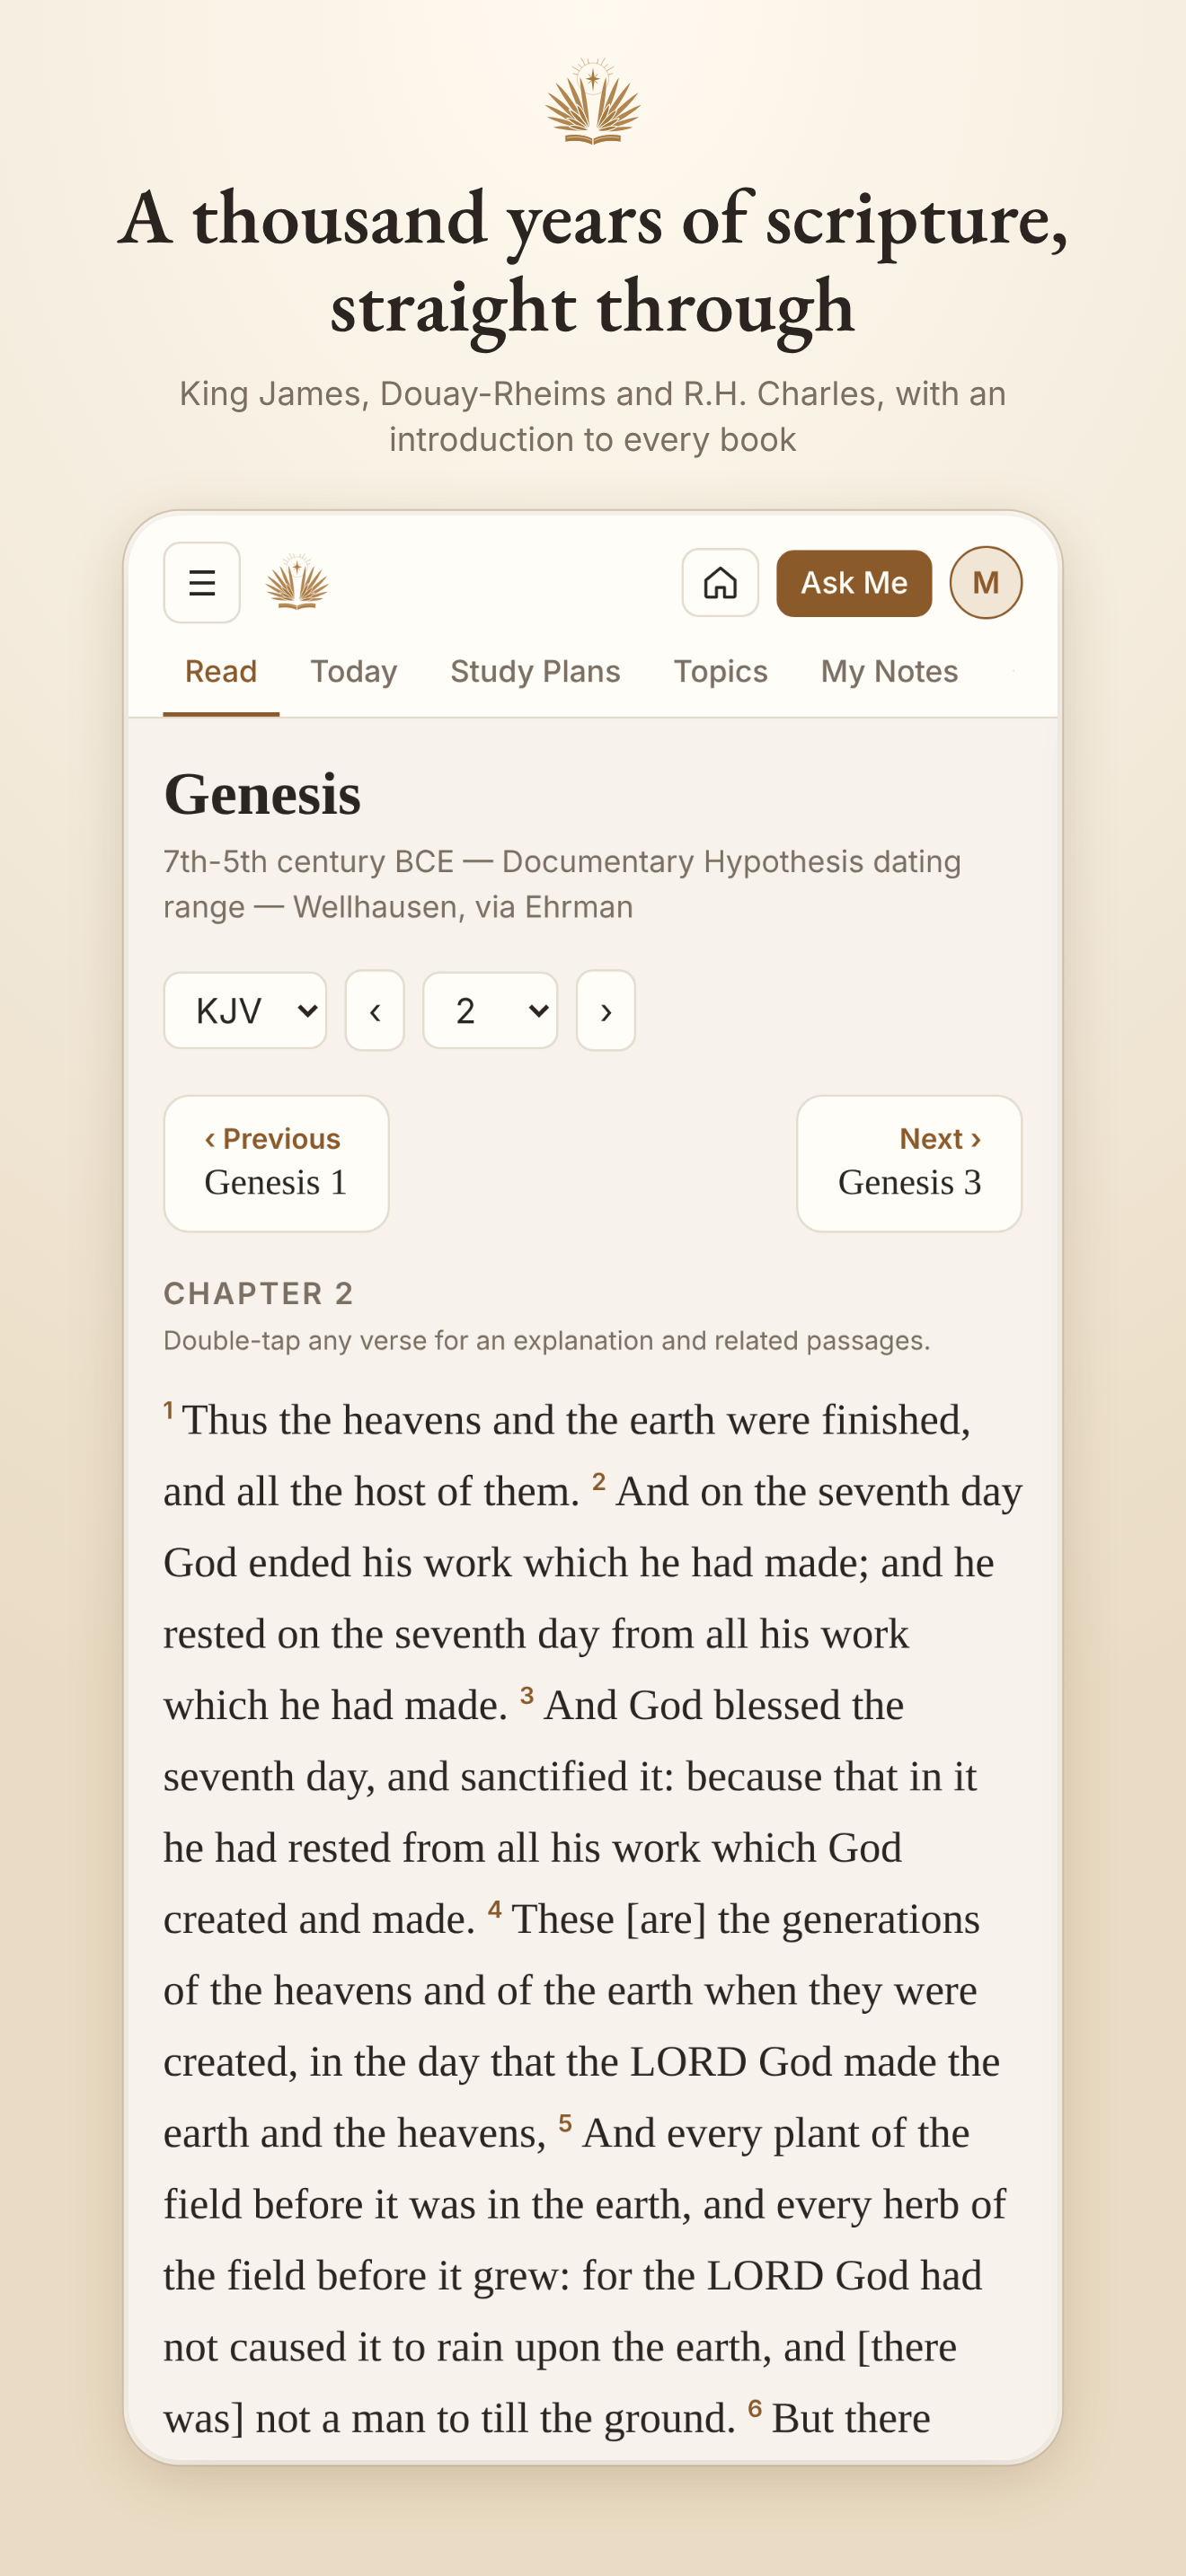 A thousand years of scripture,
straight through
King James, Douay-Rheims and R.H. Charles, with an
introduction to every book
☰ Ask Me M
Read Today Study Plans Topics My Notes
Genesis
7th-5th century BCE — Documentary Hypothesis dating
range — Wellhausen, via Ehrman
KJV ‹ 2 ›
‹ Previous Next ›
Genesis 1 Genesis 3
CHAPTER 2
Double-tap any verse for an explanation and related passages.
1 Thus the heavens and the earth were finished,
and all the host of them. 2 And on the seventh day
God ended his work which he had made; and he
rested on the seventh day from all his work
which he had made. 3 And God blessed the
seventh day, and sanctified it: because that in it
he had rested from all his work which God
created and made. 4 These [are] the generations
of the heavens and of the earth when they were
created, in the day that the LORD God made the
earth and the heavens, 5 And every plant of the
field before it was in the earth, and every herb of
the field before it grew: for the LORD God had
not caused it to rain upon the earth, and [there
was] not a man to till the ground. 6 But there